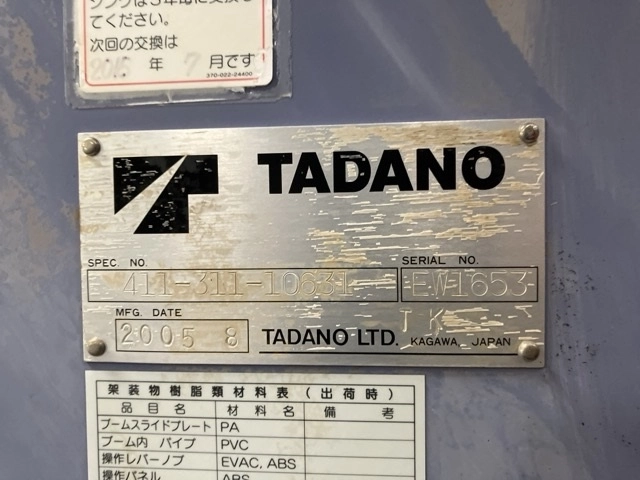 シングは3年毎に交換し
てください。
次回の交換は
2015 年 7 月です
370-022-24400
TADANO
SPEC. NO.
SERIAL NO.
411-311-10631
EW1653
MFG. DATE
2005 8
TADANO LTD.
TK
KAGAWA, JAPAN
架装物樹脂類材料表(出荷時)
品目名 材料名 備考
ブームスライドプレート PA
ブーム内 パイプ PVC
操作レバーノブ EVAC, ABS
操作パネル ABS